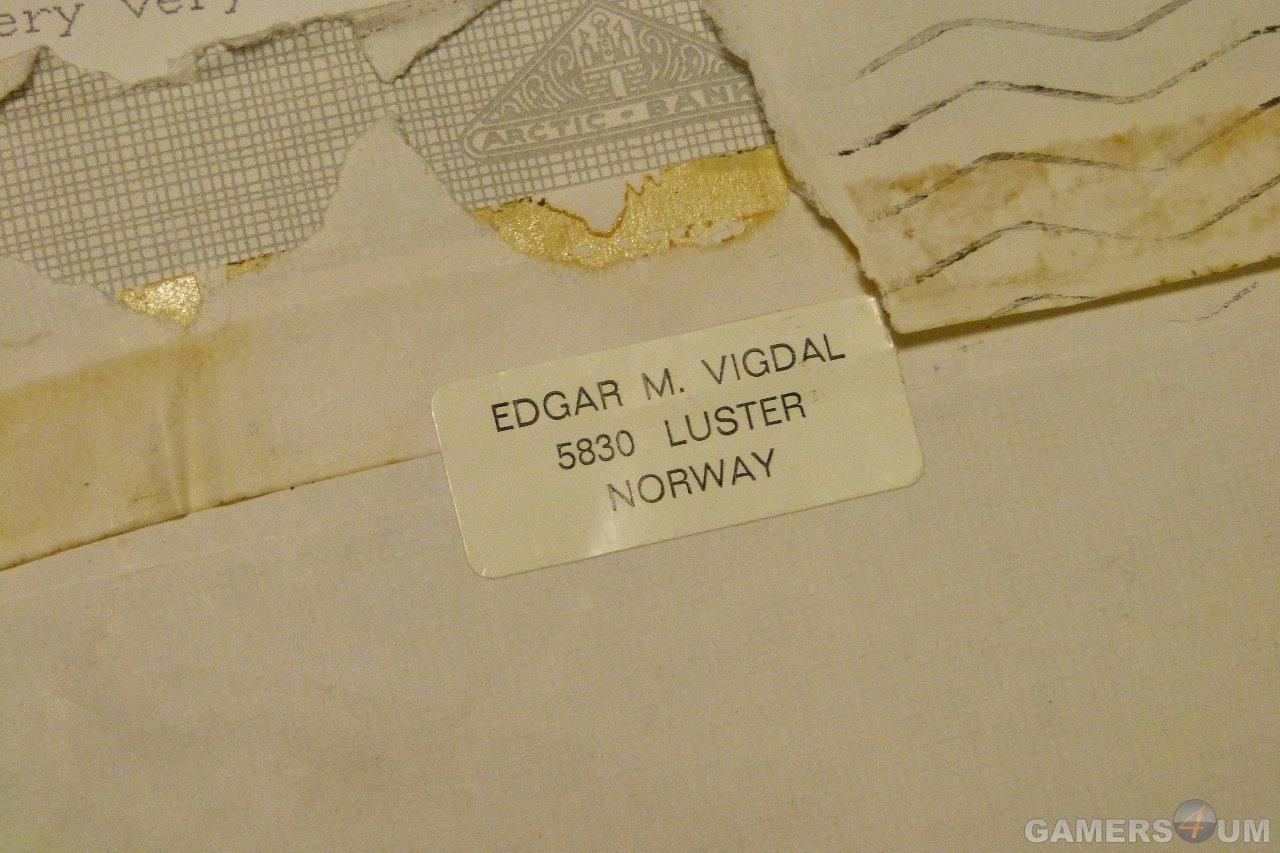 ery very
ARCTIC - BANK
EDGAR M. VIGDAL
5830 LUSTER
NORWAY
GAMERS4UM